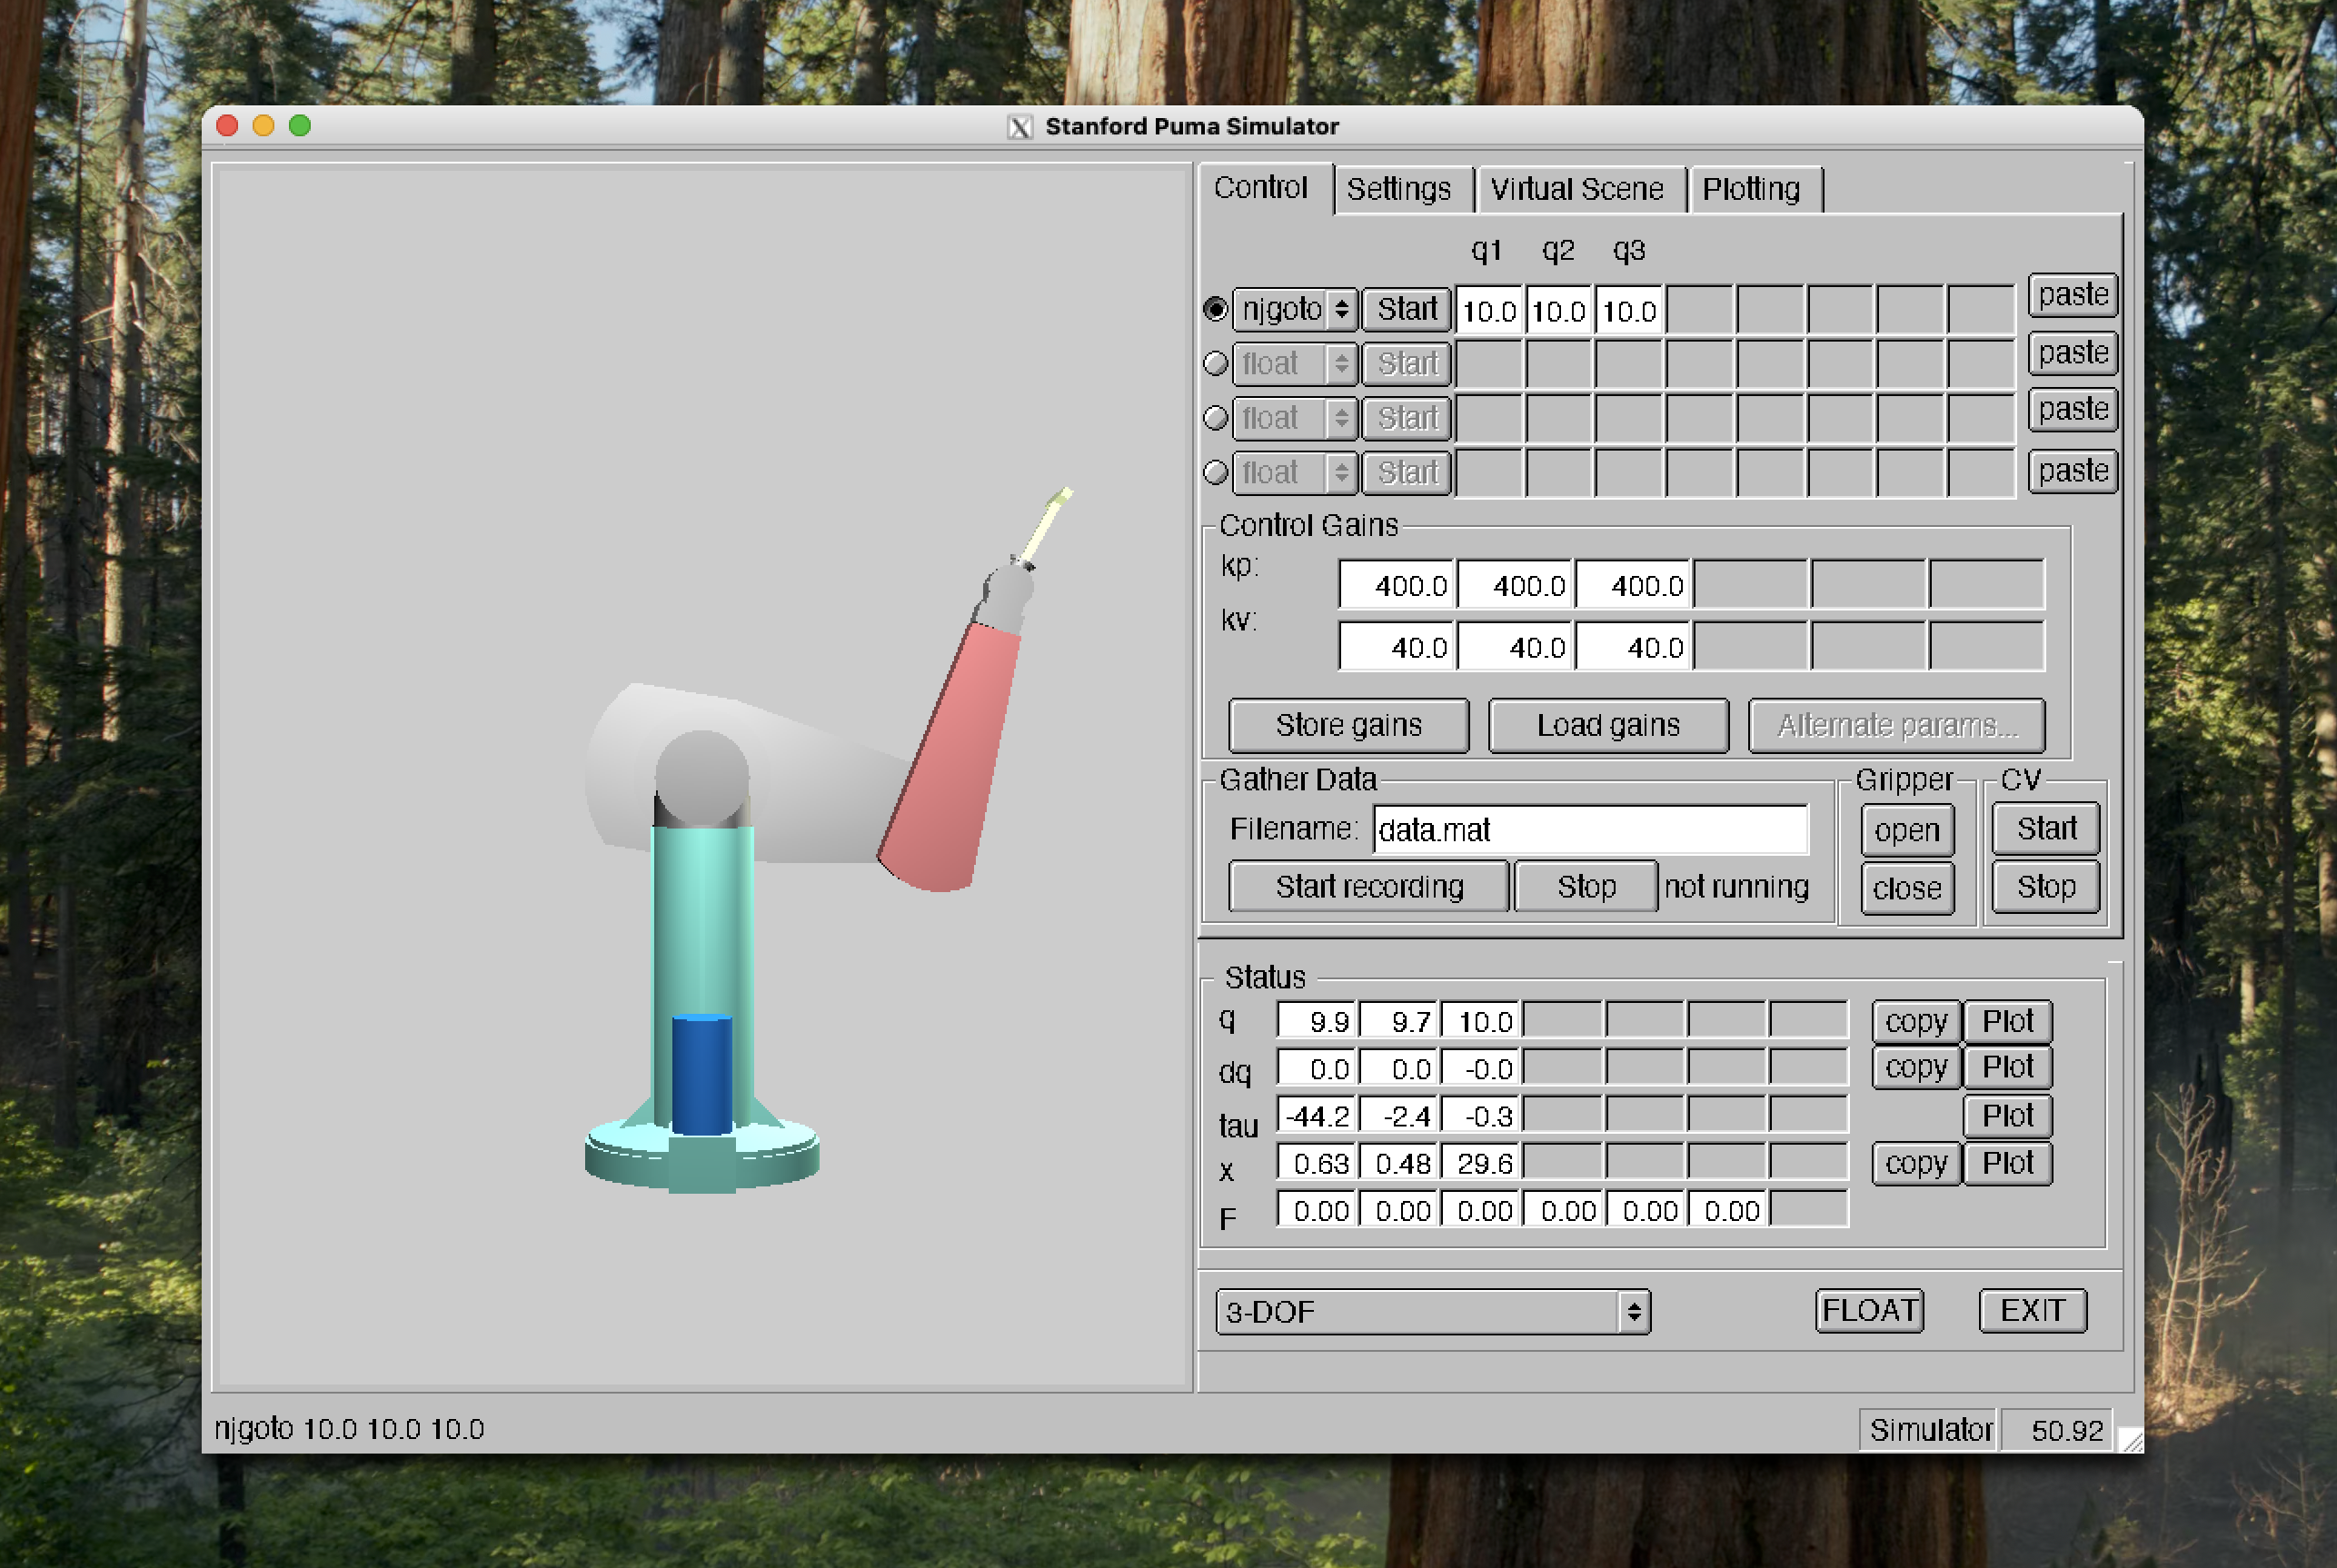 Stanford Puma Simulator
Control Settings Virtual Scene Plotting
q1 q2 q3
njgoto Start 10.0 10.0 10.0 paste
float Start paste
float Start paste
float Start paste
Control Gains
kp: 400.0 400.0 400.0
kv: 40.0 40.0 40.0
Store gains Load gains Alternate params...
Gather Data Gripper CV
Filename: data.mat open Start
Start recording Stop not running close Stop
Status
q 9.9 9.7 10.0 copy Plot
dq 0.0 0.0 -0.0 copy Plot
tau -44.2 -2.4 -0.3 Plot
x 0.63 0.48 29.6 copy Plot
F 0.00 0.00 0.00 0.00 0.00 0.00
3-DOF FLOAT EXIT
njgoto 10.0 10.0 10.0 Simulator 50.92